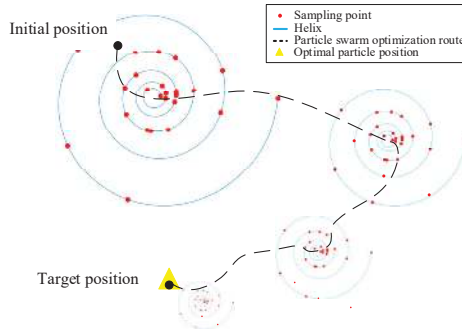 Initial position
Sampling point
Helix
Particle swarm optimization route
Optimal particle position
Target position